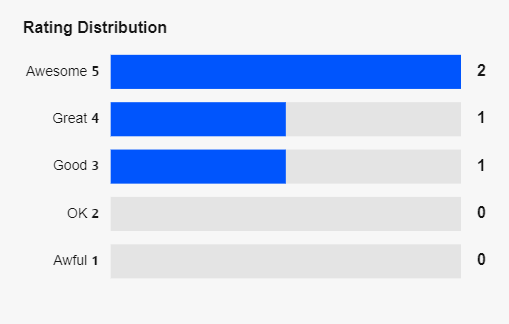 Rating Distribution
Awesome 5 2
Great 4 1
Good 3 1
OK 2 0
Awful 1 0